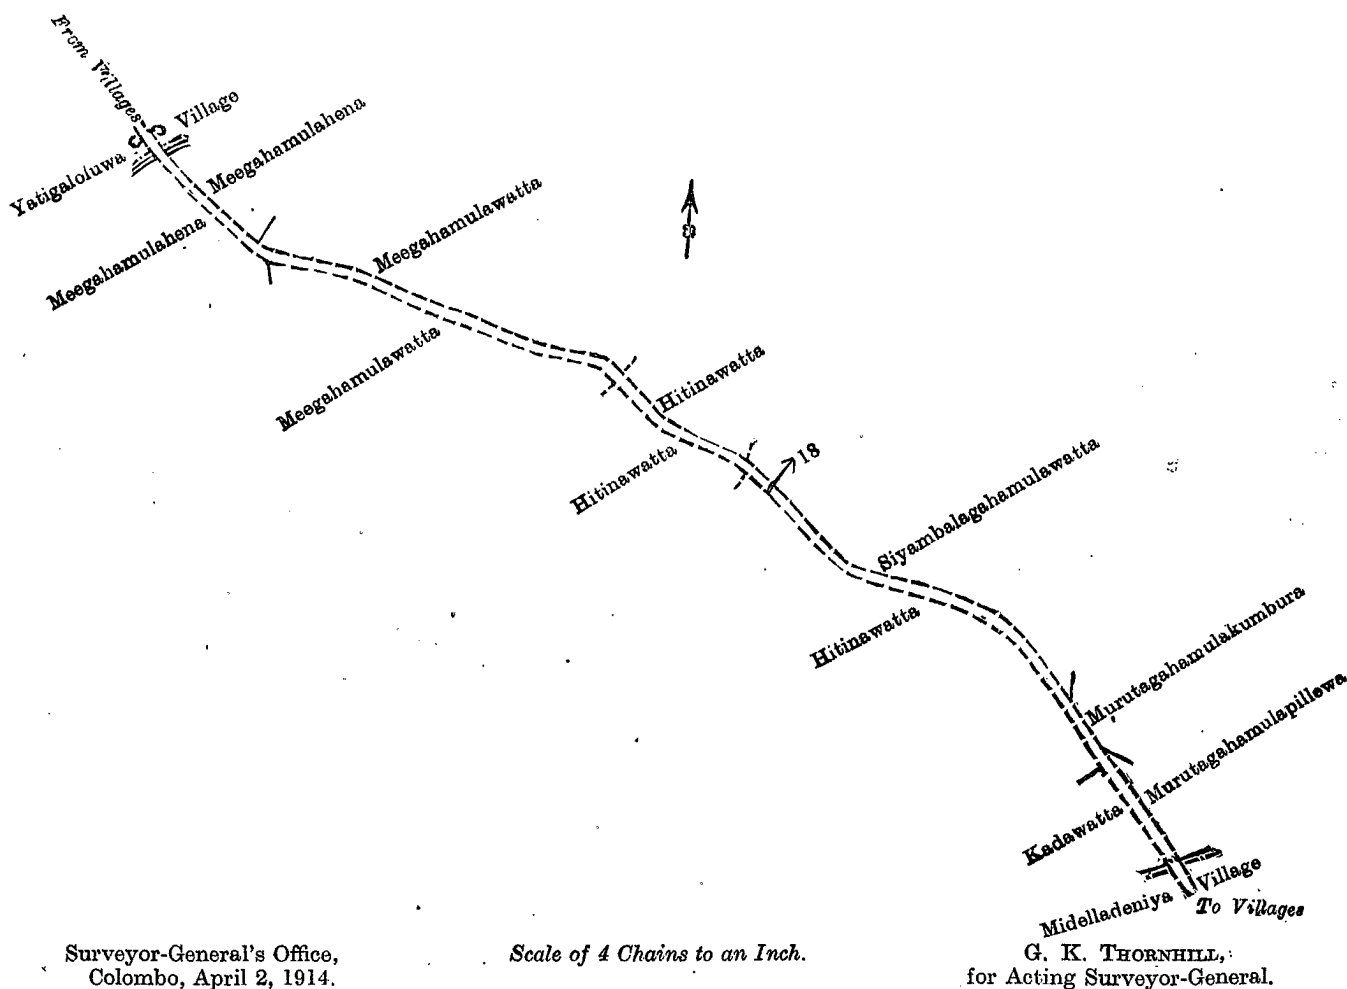 From Villages
Yatigaloluwa Village
Meegahamulahena
Meegahamulahena
Meegahamulawatta
Meegahamulawatta
Hitinawatta
Hitinawatta
18
Siyambalagahamulawatta
Hitinawatta
Murutagahamulakumbura
Murutagahamulapillewa
Kadawatta
Midelladeniya Village
To Villages
Surveyor-General's Office,
Colombo, April 2, 1914.
Scale of 4 Chains to an Inch.
G. K. THORNHILL,
for Acting Surveyor-General.